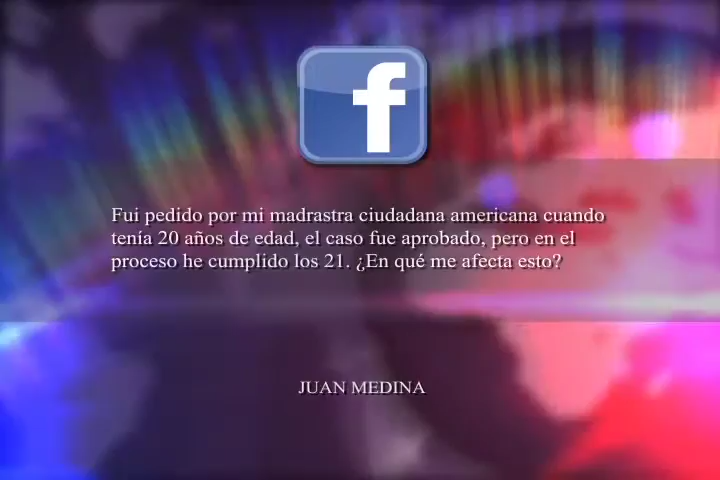 f
Fui pedido por mi madrastra ciudadana americana cuando
tenía 20 años de edad, el caso fue aprobado, pero en el
proceso he cumplido los 21. ¿En qué me afecta esto?
JUAN MEDINA